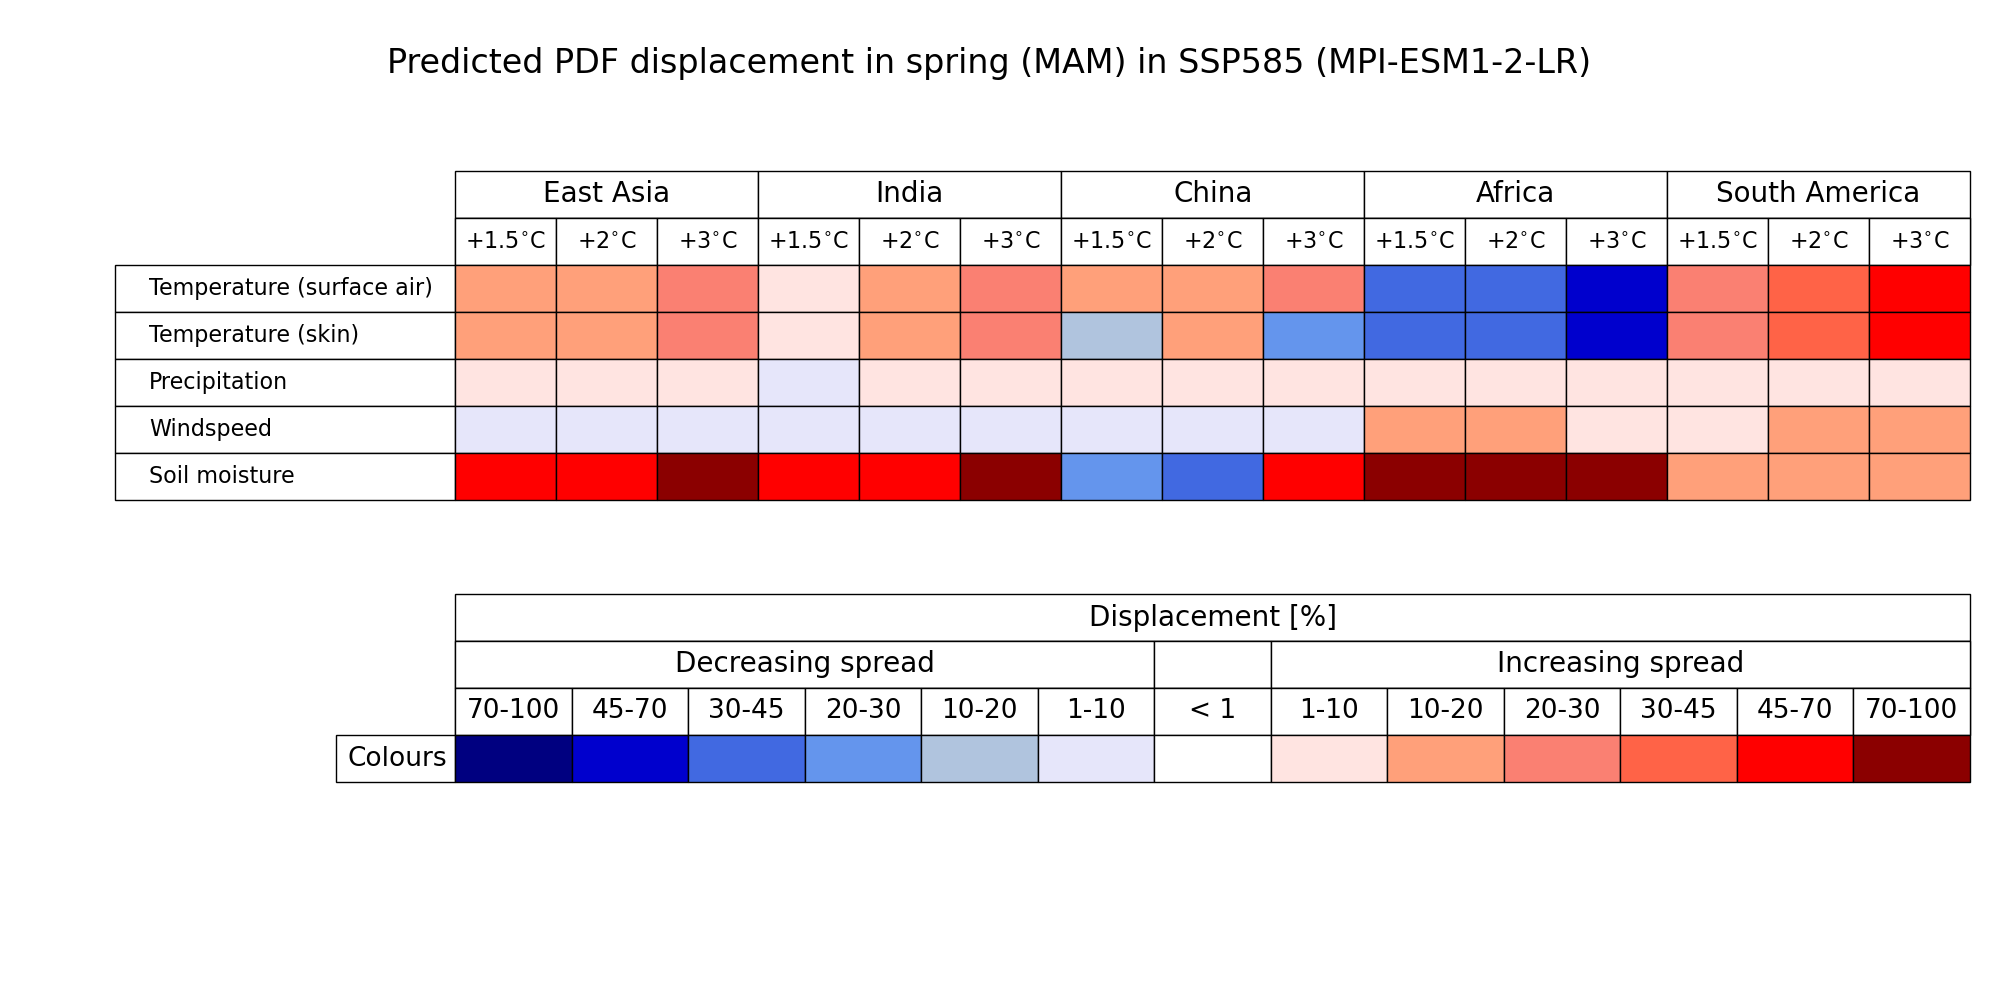 Predicted PDF displacement in spring (MAM) in SSP585 (MPI-ESM1-2-LR)
East Asia India China Africa South America
+1.5°C +2°C +3°C +1.5°C +2°C +3°C +1.5°C +2°C +3°C +1.5°C +2°C +3°C +1.5°C +2°C +3°C
Temperature (surface air)
Temperature (skin)
Precipitation
Windspeed
Soil moisture
Displacement [%]
Decreasing spread Increasing spread
70-100 45-70 30-45 20-30 10-20 1-10 < 1 1-10 10-20 20-30 30-45 45-70 70-100
Colours